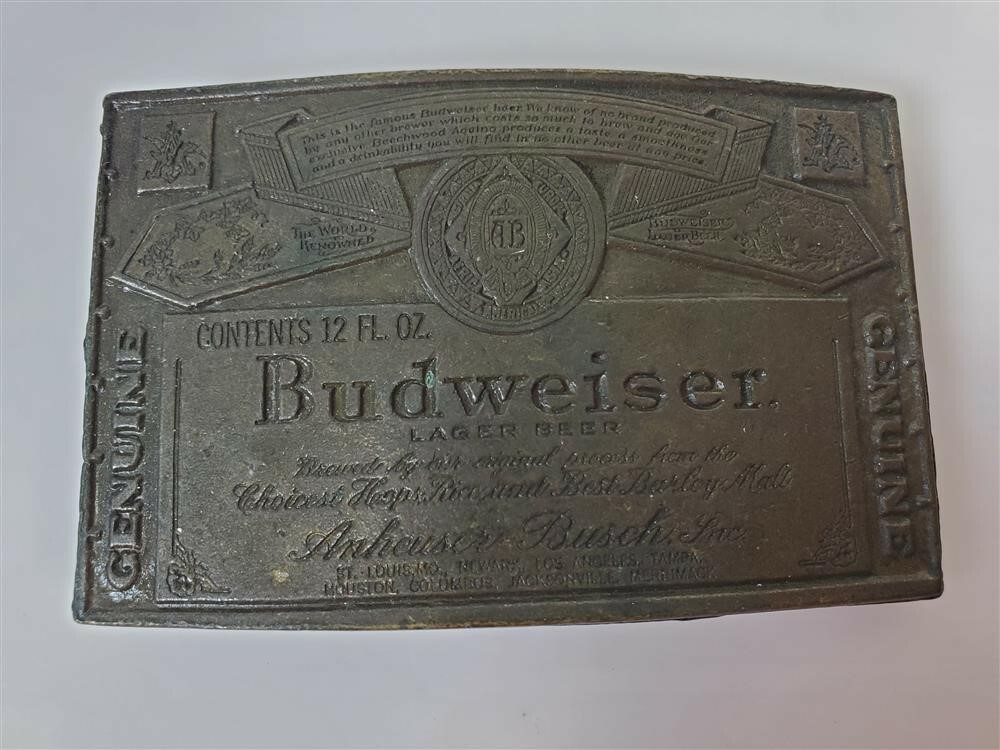 This is the famous Budweiser beer. We know of no brand produced
by any other brewer which costs so much to brew and age. Our
exclusive Beechwood Ageing produces a taste, a smoothness
and a drinkability you will find in no other beer at any price.
THE WORLD
RENOWNED
BUDWEISER
LAGER BEER
AB
CONTENTS 12 FL. OZ.
Budweiser.
LAGER BEER
GENUINE
GENUINE
Brewed by our original process from the
Choicest Hops, Rice and Best Barley Malt
Anheuser-Busch, Inc.
ST. LOUIS, MO., NEWARK, LOS ANGELES, TAMPA,
HOUSTON, COLUMBUS, JACKSONVILLE, MERRIMACK